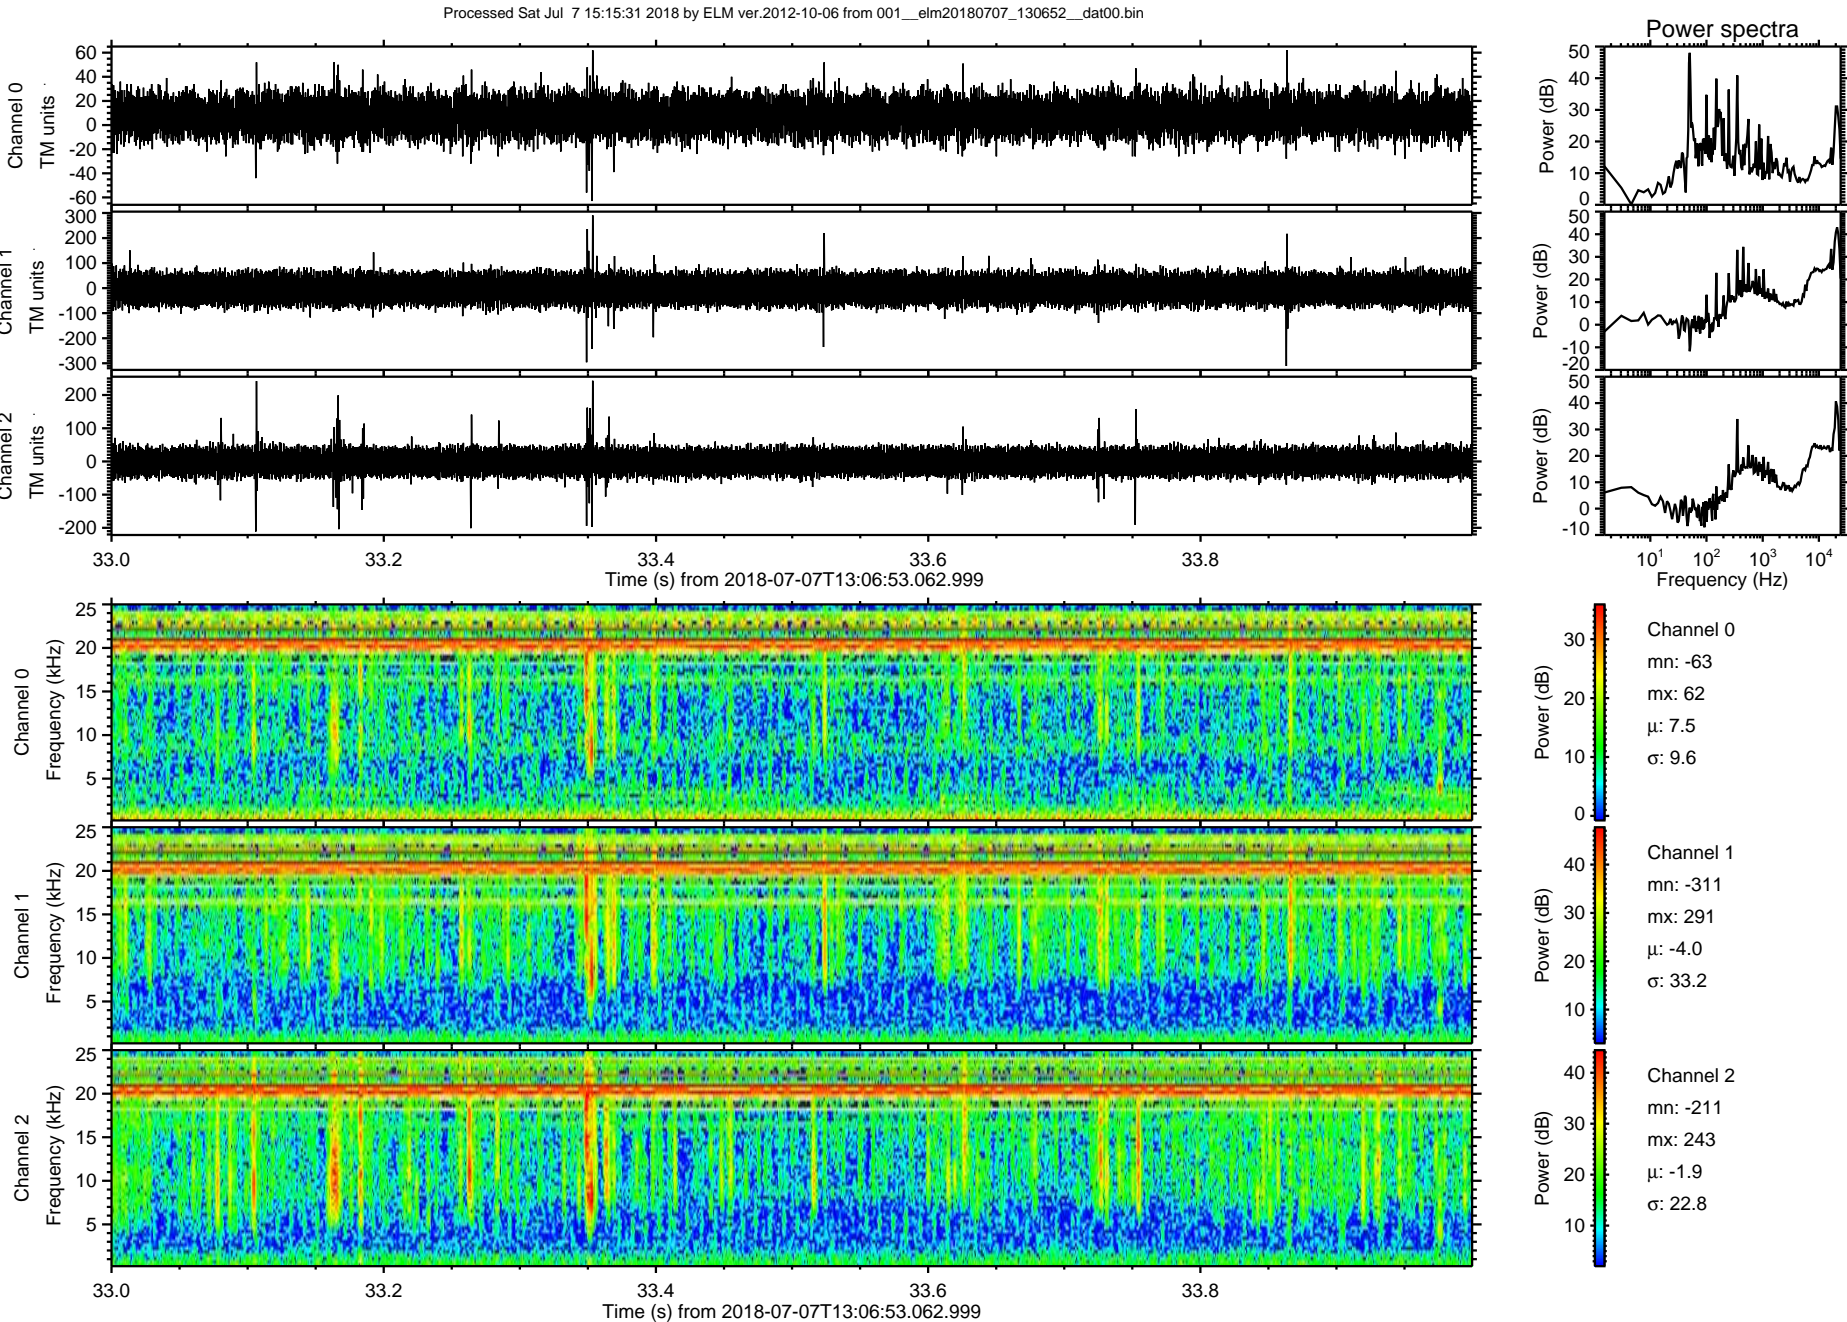 Processed Sat Jul 7 15:15:31 2018 by ELM ver.2012-10-06 from 001__elm20180707_130652__dat00.bin
Power spectra
Channel 0
TM units
60
40
20
0
-20
-40
-60
Power (dB)
50
40
30
20
10
0
Channel 1
TM units
300
200
100
0
-100
-200
-300
Power (dB)
50
40
30
20
10
0
-10
-20
Channel 2
TM units
200
100
0
-100
-200
Power (dB)
50
40
30
20
10
0
-10
33.0 33.2 33.4 33.6 33.8
Time (s) from 2018-07-07T13:06:53.062.999
10¹ 10² 10³ 10⁴
Frequency (Hz)
Channel 0
Frequency (kHz)
25
20
15
10
5
Power (dB)
30
20
10
0
Channel 0
mn: -63
mx: 62
µ: 7.5
σ: 9.6
Channel 1
Frequency (kHz)
25
20
15
10
5
Power (dB)
40
30
20
10
Channel 1
mn: -311
mx: 291
µ: -4.0
σ: 33.2
Channel 2
Frequency (kHz)
25
20
15
10
5
Power (dB)
40
30
20
10
Channel 2
mn: -211
mx: 243
µ: -1.9
σ: 22.8
33.0 33.2 33.4 33.6 33.8
Time (s) from 2018-07-07T13:06:53.062.999